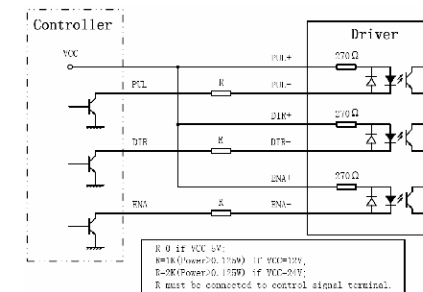 Controller
Driver
VCC
PUL+
270Ω
PUL
R
PUL-
DIR+
270Ω
DIR
R
DIR-
ENA+
270Ω
ENA
R
ENA-
R=0 if VCC=5V;
R=1K(Power>0.125W) if VCC=12V;
R=2K(Power>0.125W) if VCC=24V;
R must be connected to control signal terminal.